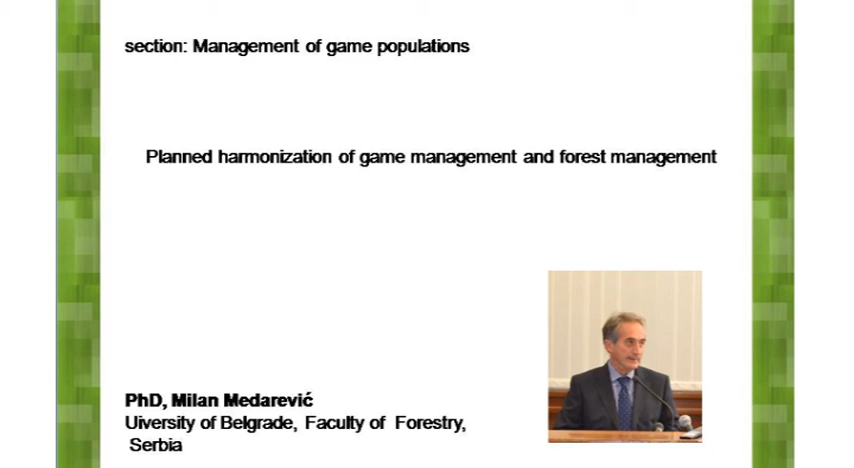 section: Management of game populations
Planned harmonization of game management and forest management
PhD, Milan Medarević
Uiversity of Belgrade, Faculty of Forestry,
Serbia